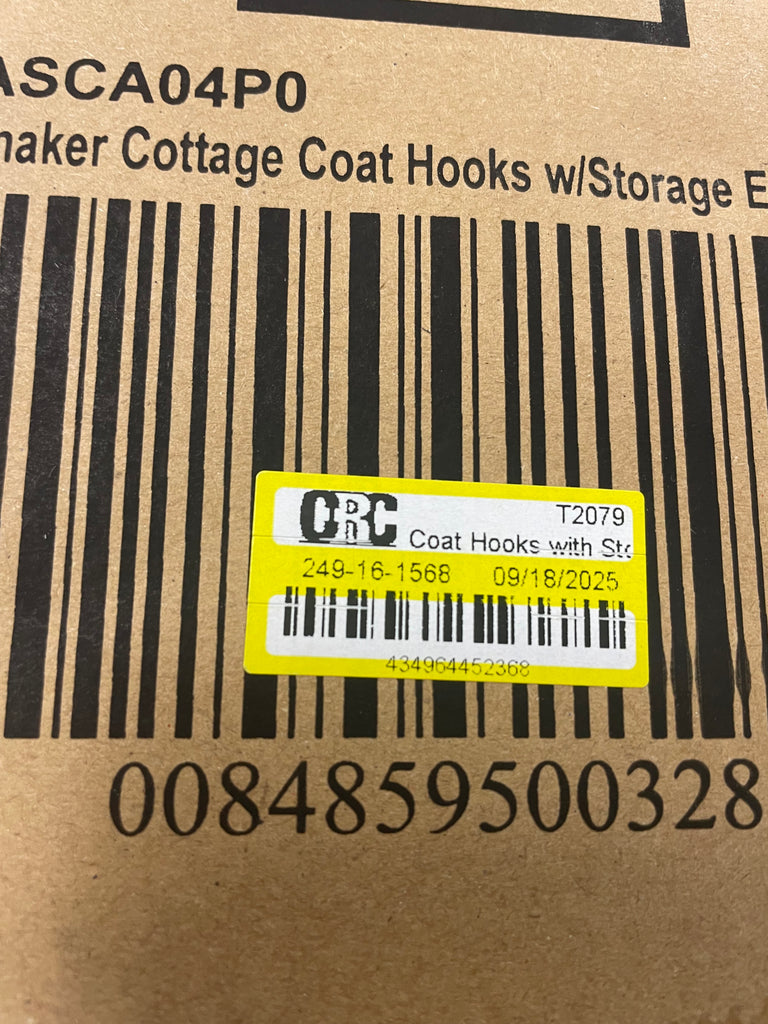 ASCA04P0
haker Cottage Coat Hooks w/Storage E
CRC
T2079
Coat Hooks with Sto
249-16-1568 09/18/2025
434964452368
0084859500328